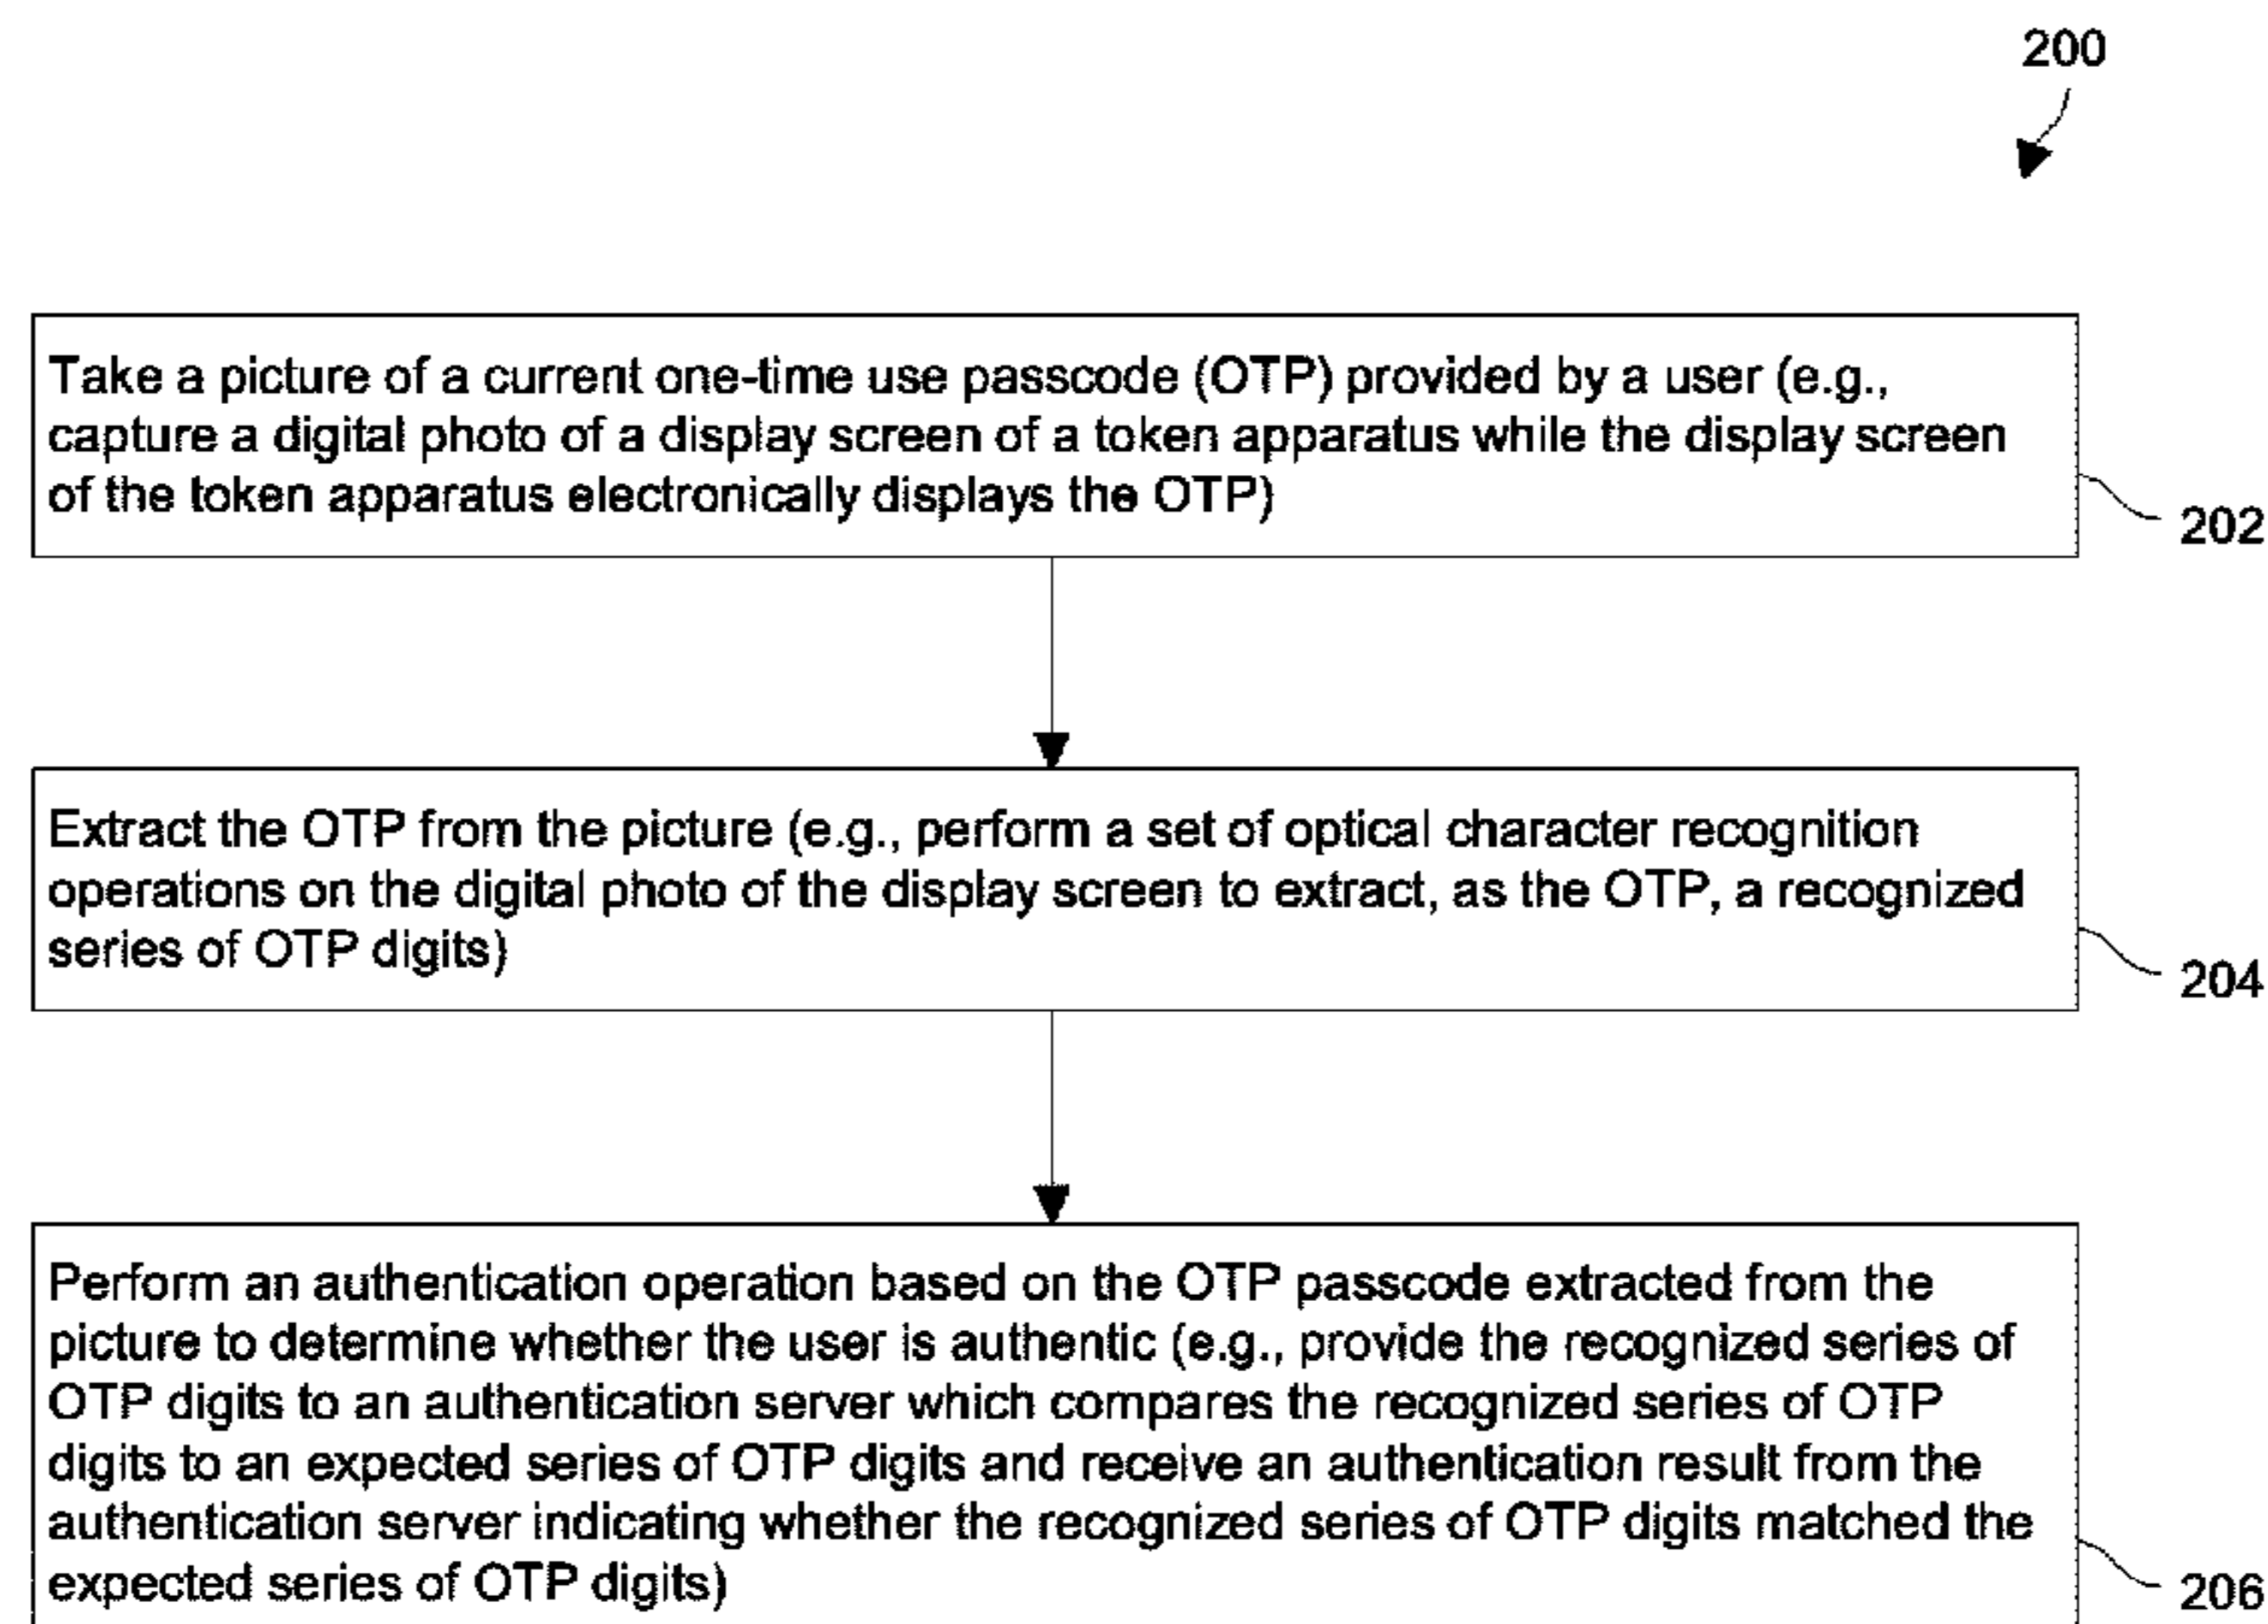 200
Take a picture of a current one-time use passcode (OTP) provided by a user (e.g.,
capture a digital photo of a display screen of a token apparatus while the display screen
of the token apparatus electronically displays the OTP)
202
Extract the OTP from the picture (e.g., perform a set of optical character recognition
operations on the digital photo of the display screen to extract, as the OTP, a recognized
series of OTP digits)
204
Perform an authentication operation based on the OTP passcode extracted from the
picture to determine whether the user is authentic (e.g., provide the recognized series of
OTP digits to an authentication server which compares the recognized series of OTP
digits to an expected series of OTP digits and receive an authentication result from the
authentication server indicating whether the recognized series of OTP digits matched the
expected series of OTP digits)
206